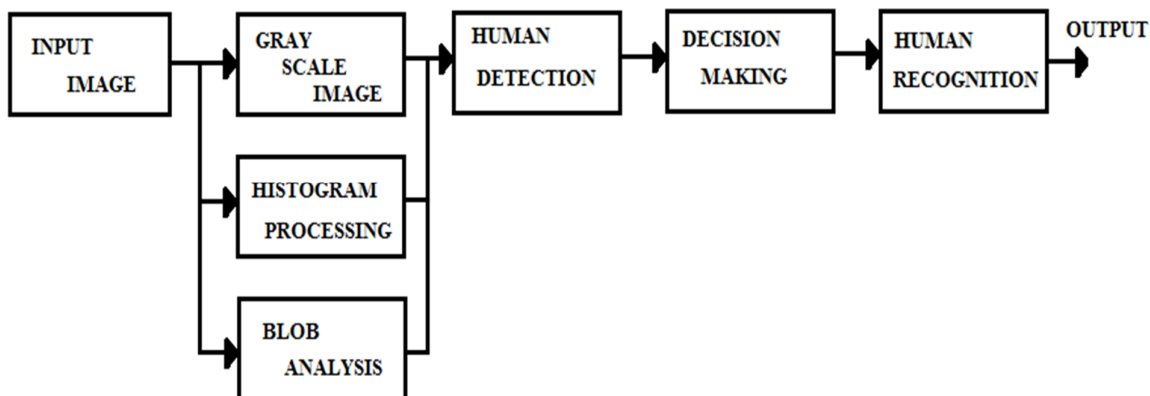 INPUT
IMAGE
GRAY
SCALE
IMAGE
HUMAN
DETECTION
DECISION
MAKING
HUMAN
RECOGNITION
OUTPUT
HISTOGRAM
PROCESSING
BLOB
ANALYSIS